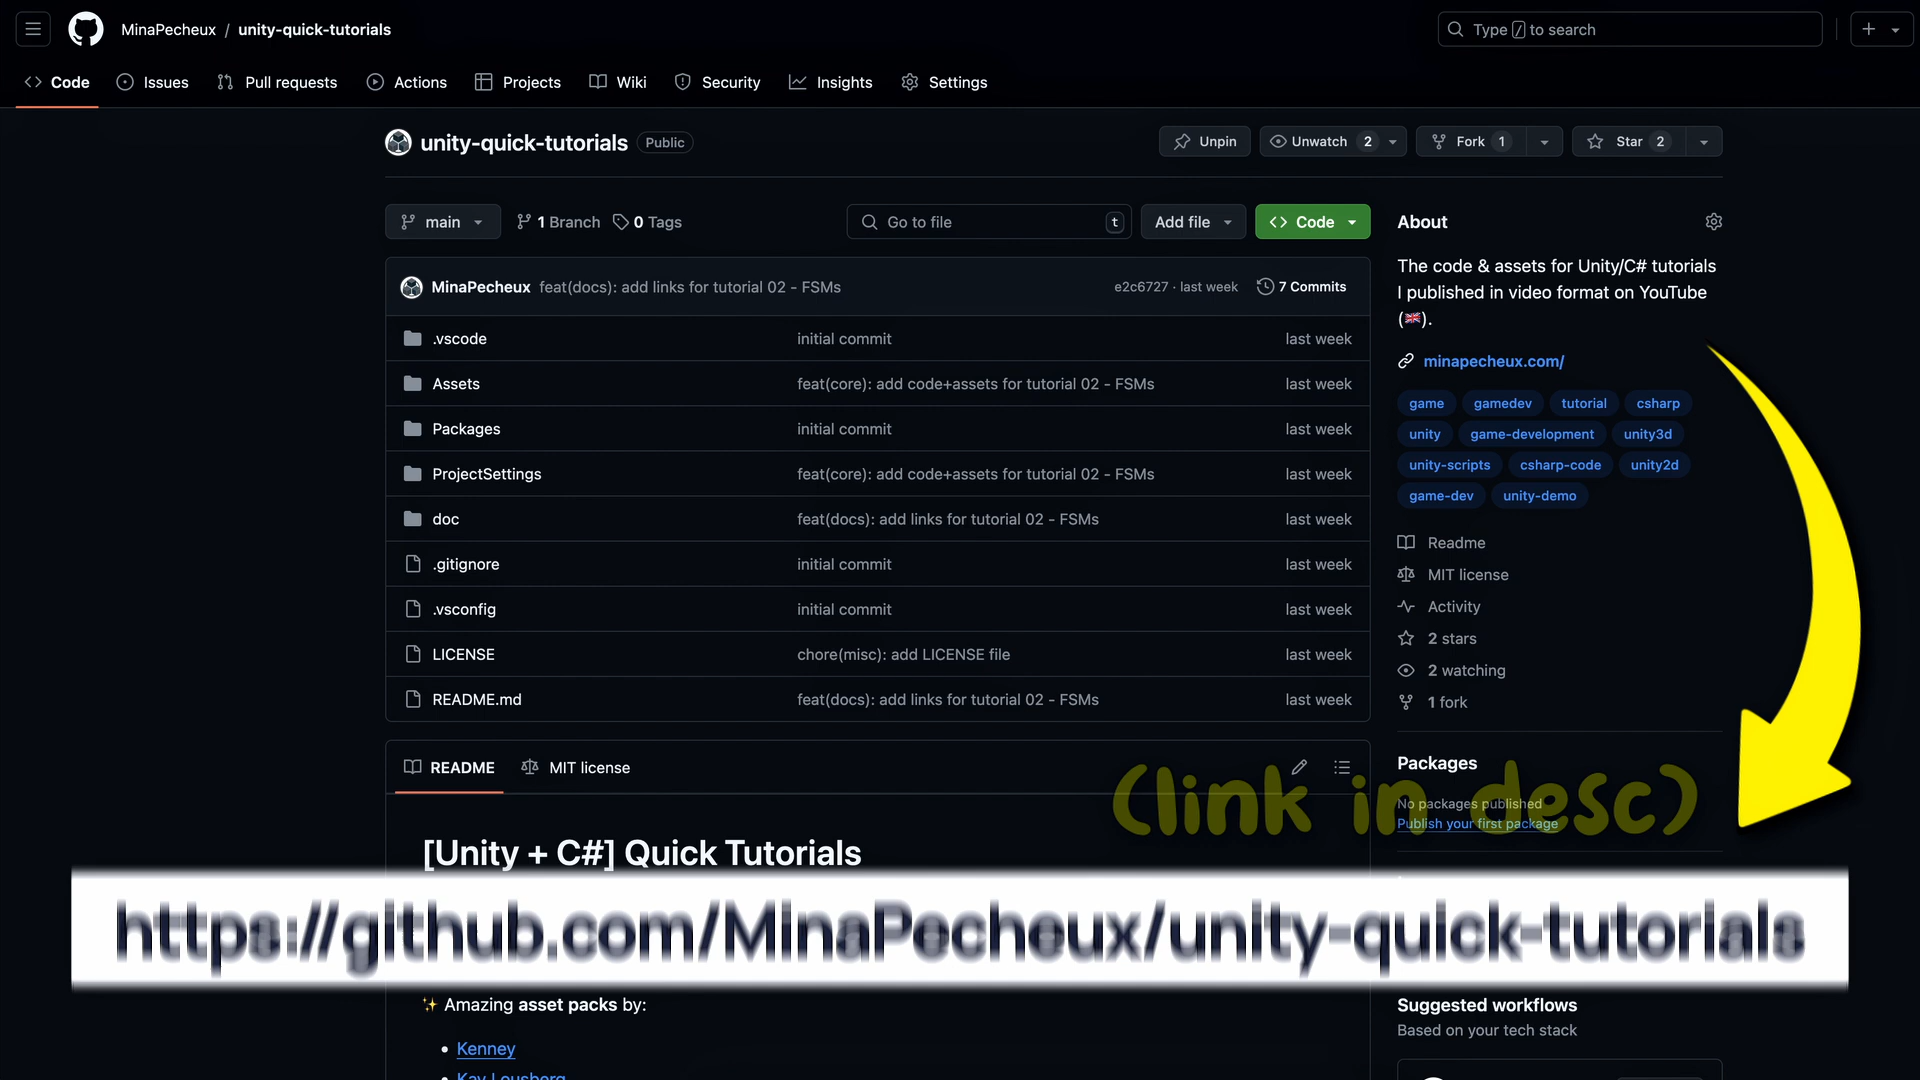 MinaPecheux / unity-quick-tutorials
Type / to search
Code Issues Pull requests Actions Projects Wiki Security Insights Settings
unity-quick-tutorials Public
Unpin Unwatch 2 Fork 1 Star 2
main 1 Branch 0 Tags
Go to file t
Add file Code
MinaPecheux feat(docs): add links for tutorial 02 - FSMs e2c6727 · last week 7 Commits
.vscode initial commit last week
Assets feat(core): add code+assets for tutorial 02 - FSMs last week
Packages initial commit last week
ProjectSettings feat(core): add code+assets for tutorial 02 - FSMs last week
doc feat(docs): add links for tutorial 02 - FSMs last week
.gitignore initial commit last week
.vsconfig initial commit last week
LICENSE chore(misc): add LICENSE file last week
README.md feat(docs): add links for tutorial 02 - FSMs last week
About
The code & assets for Unity/C# tutorials
I published in video format on YouTube
(🇬🇧).
minapecheux.com/
game gamedev tutorial csharp
unity game-development unity3d
unity-scripts csharp-code unity2d
game-dev unity-demo
Readme
MIT license
Activity
2 stars
2 watching
1 fork
Packages
No packages published
Publish your first package
(link in desc)
README MIT license
[Unity + C#] Quick Tutorials
https://github.com/MinaPecheux/unity-quick-tutorials
✨ Amazing asset packs by:
• Kenney
• Kay Lousberg
Suggested workflows
Based on your tech stack